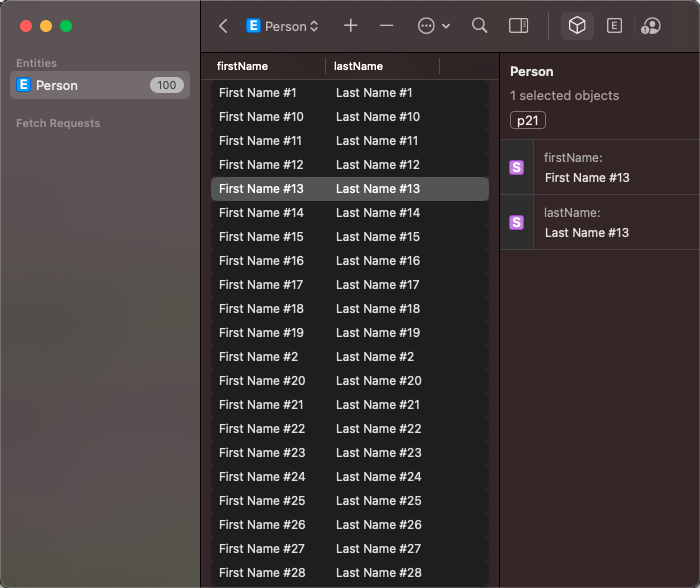 E Person
Entities
E Person 100
Fetch Requests
firstName lastName
First Name #1 Last Name #1
First Name #10 Last Name #10
First Name #11 Last Name #11
First Name #12 Last Name #12
First Name #13 Last Name #13
First Name #14 Last Name #14
First Name #15 Last Name #15
First Name #16 Last Name #16
First Name #17 Last Name #17
First Name #18 Last Name #18
First Name #19 Last Name #19
First Name #2 Last Name #2
First Name #20 Last Name #20
First Name #21 Last Name #21
First Name #22 Last Name #22
First Name #23 Last Name #23
First Name #24 Last Name #24
First Name #25 Last Name #25
First Name #26 Last Name #26
First Name #27 Last Name #27
First Name #28 Last Name #28
E
Person
1 selected objects
p21
S
firstName:
First Name #13
S
lastName:
Last Name #13